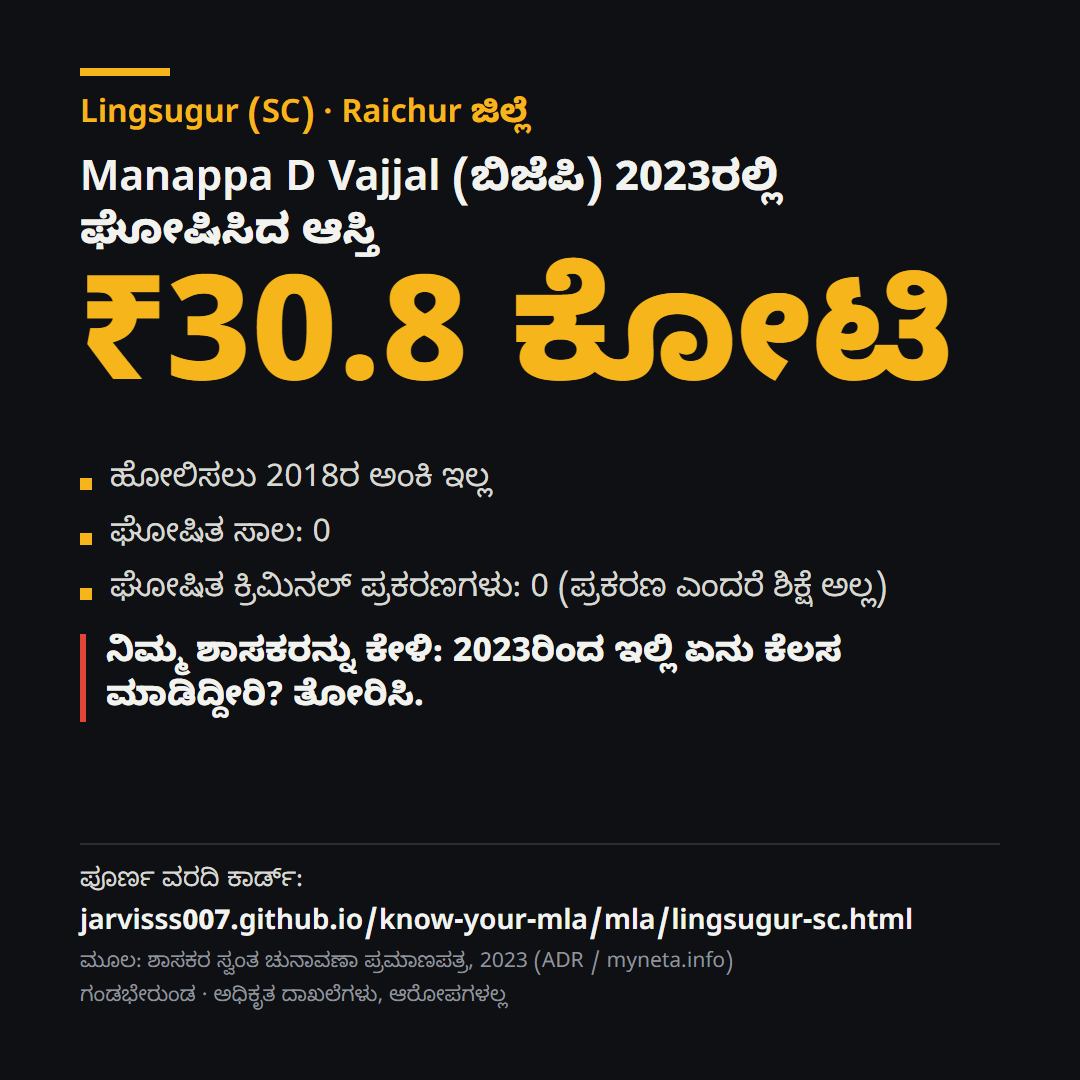 Lingsugur (SC) · Raichur ಜಿಲ್ಲೆ
Manappa D Vajjal (ಬಿಜೆಪಿ) 2023ರಲ್ಲಿ
ಘೋಷಿಸಿದ ಆಸ್ತಿ
₹30.8 ಕೋಟಿ
ಹೋಲಿಸಲು 2018ರ ಅಂಕಿ ಇಲ್ಲ
ಘೋಷಿತ ಸಾಲ: 0
ಘೋಷಿತ ಕ್ರಿಮಿನಲ್ ಪ್ರಕರಣಗಳು: 0 (ಪ್ರಕರಣ ಎಂದರೆ ಶಿಕ್ಷೆ ಅಲ್ಲ)
ನಿಮ್ಮ ಶಾಸಕರನ್ನು ಕೇಳಿ: 2023ರಿಂದ ಇಲ್ಲಿ ಏನು ಕೆಲಸ
ಮಾಡಿದ್ದೀರಿ? ತೋರಿಸಿ.
ಪೂರ್ಣ ವರದಿ ಕಾರ್ಡ್:
jarvisss007.github.io/know-your-mla/mla/lingsugur-sc.html
ಮೂಲ: ಶಾಸಕರ ಸ್ವಂತ ಚುನಾವಣಾ ಪ್ರಮಾಣಪತ್ರ, 2023 (ADR / myneta.info)
ಗಂಡಭೇರುಂಡ · ಅಧಿಕೃತ ದಾಖಲೆಗಳು, ಆರೋಪಗಳಲ್ಲ